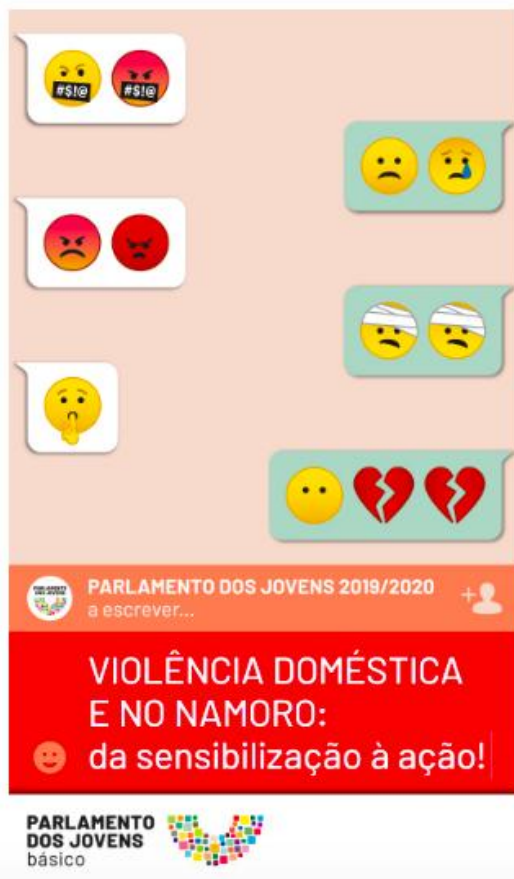 #$!@ #$!@
PARLAMENTO DOS JOVENS 2019/2020
a escrever...
VIOLÊNCIA DOMÉSTICA
E NO NAMORO:
da sensibilização à ação!
PARLAMENTO
DOS JOVENS
básico